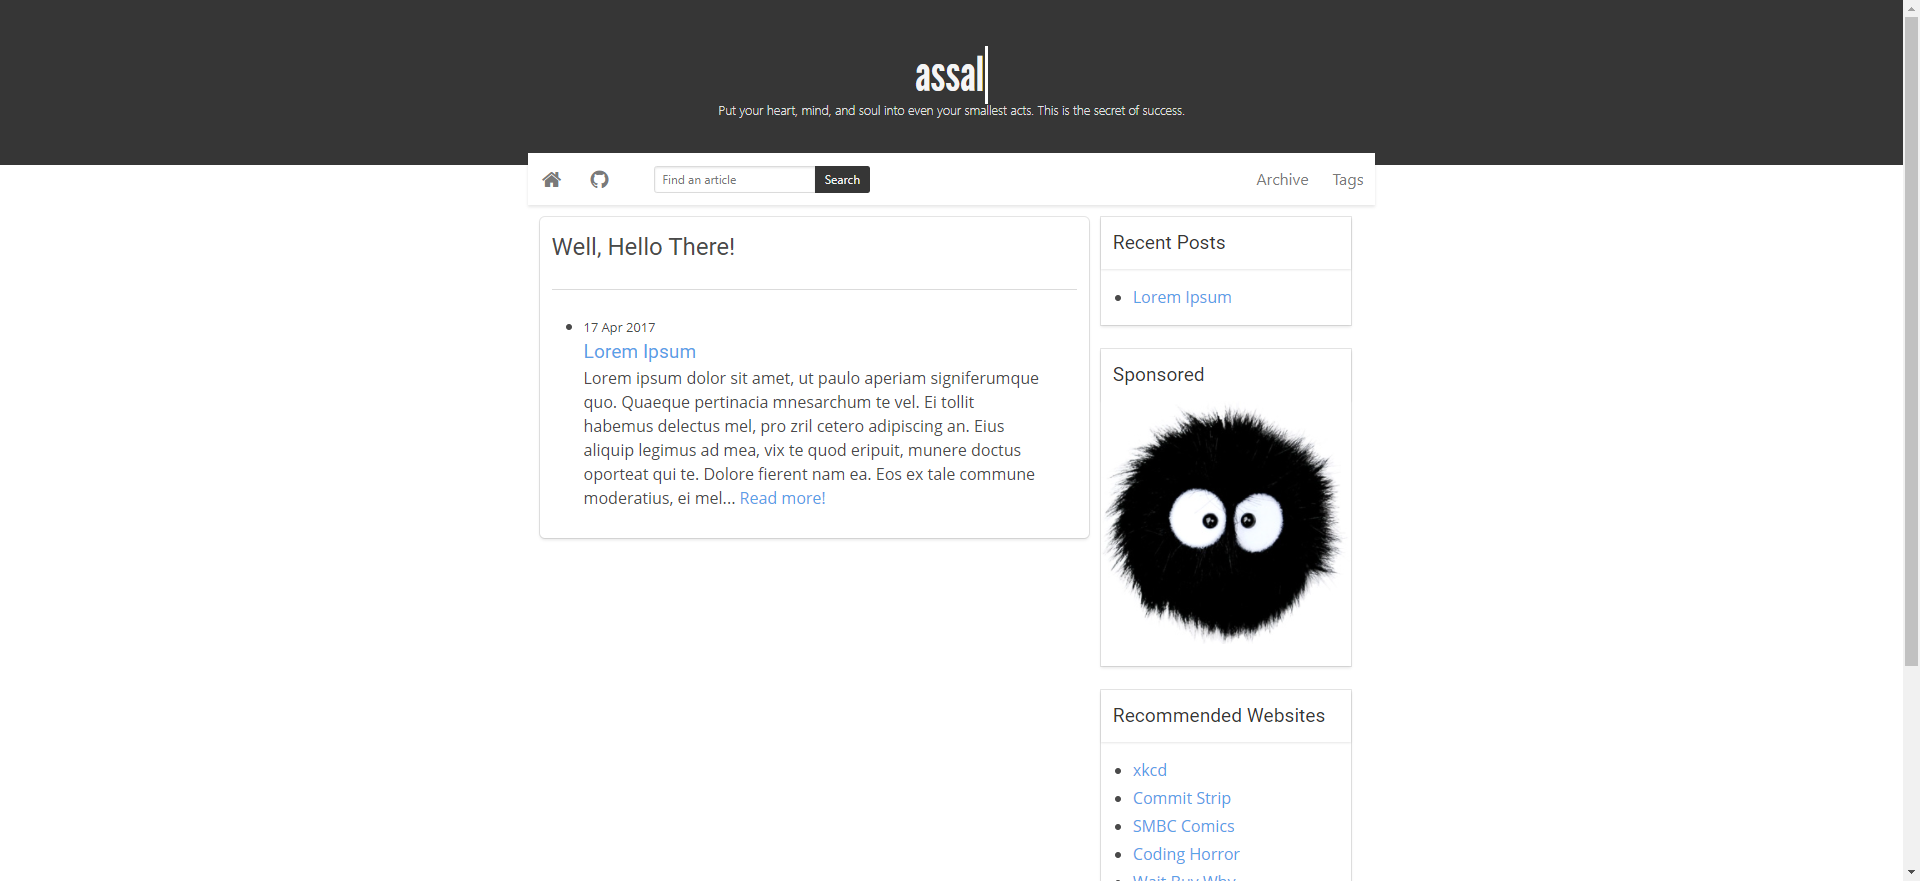 assal
Put your heart, mind, and soul into even your smallest acts. This is the secret of success.
Find an article
Search
Archive
Tags
Well, Hello There!
17 Apr 2017
Lorem Ipsum
Lorem ipsum dolor sit amet, ut paulo aperiam signiferumque
quo. Quaeque pertinacia mnesarchum te vel. Ei tollit
habemus delectus mel, pro zril cetero adipiscing an. Eius
aliquip legimus ad mea, vix te quod eripuit, munere doctus
oporteat qui te. Dolore fierent nam ea. Eos ex tale commune
moderatius, ei mel... Read more!
Recent Posts
Lorem Ipsum
Sponsored
Recommended Websites
xkcd
Commit Strip
SMBC Comics
Coding Horror
Wait Buy Why